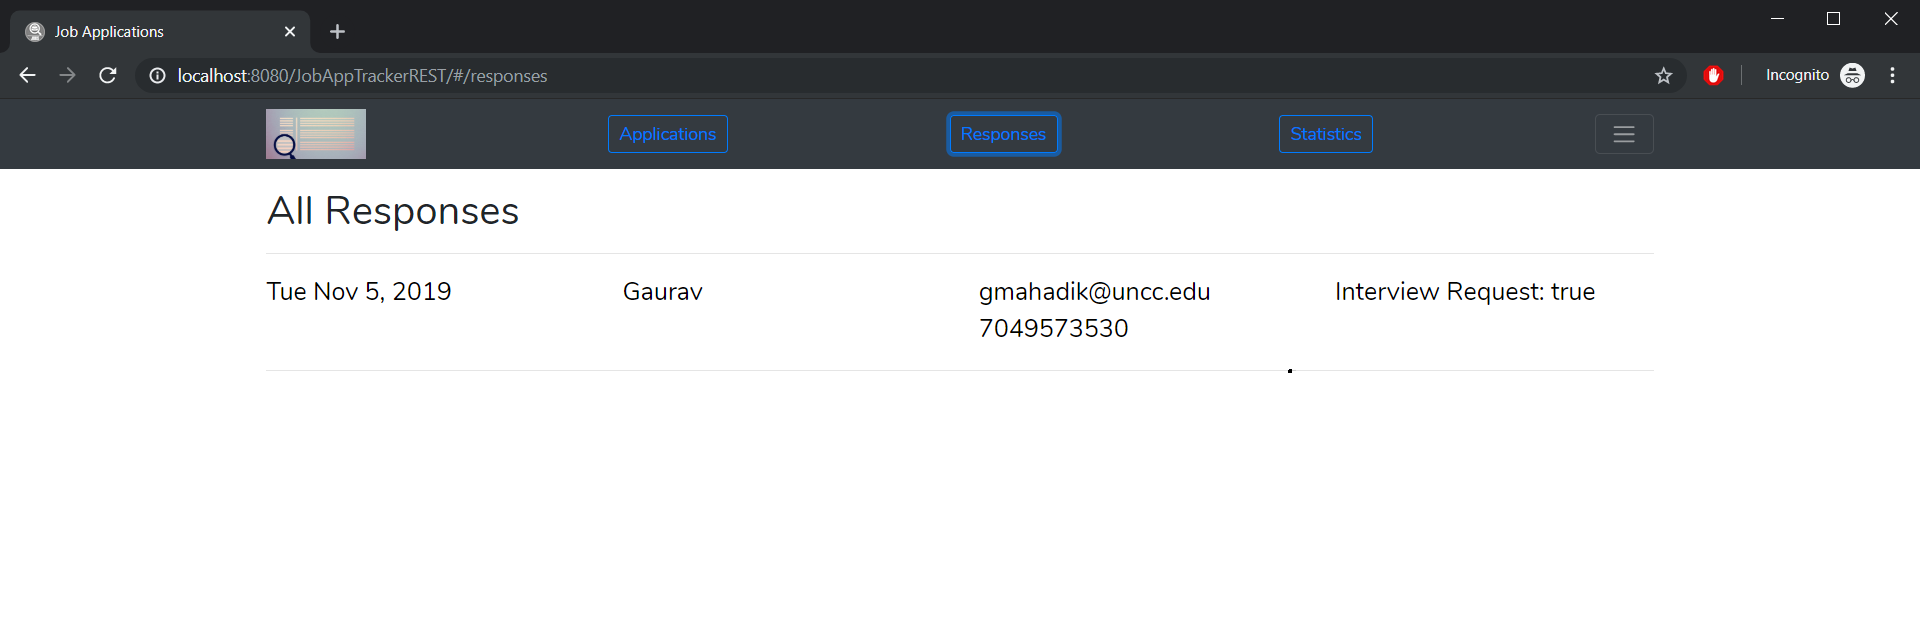 Job Applications
localhost:8080/JobAppTrackerREST/#/responses
Incognito
Applications
Responses
Statistics
All Responses
Tue Nov 5, 2019 Gaurav gmahadik@uncc.edu Interview Request: true
7049573530